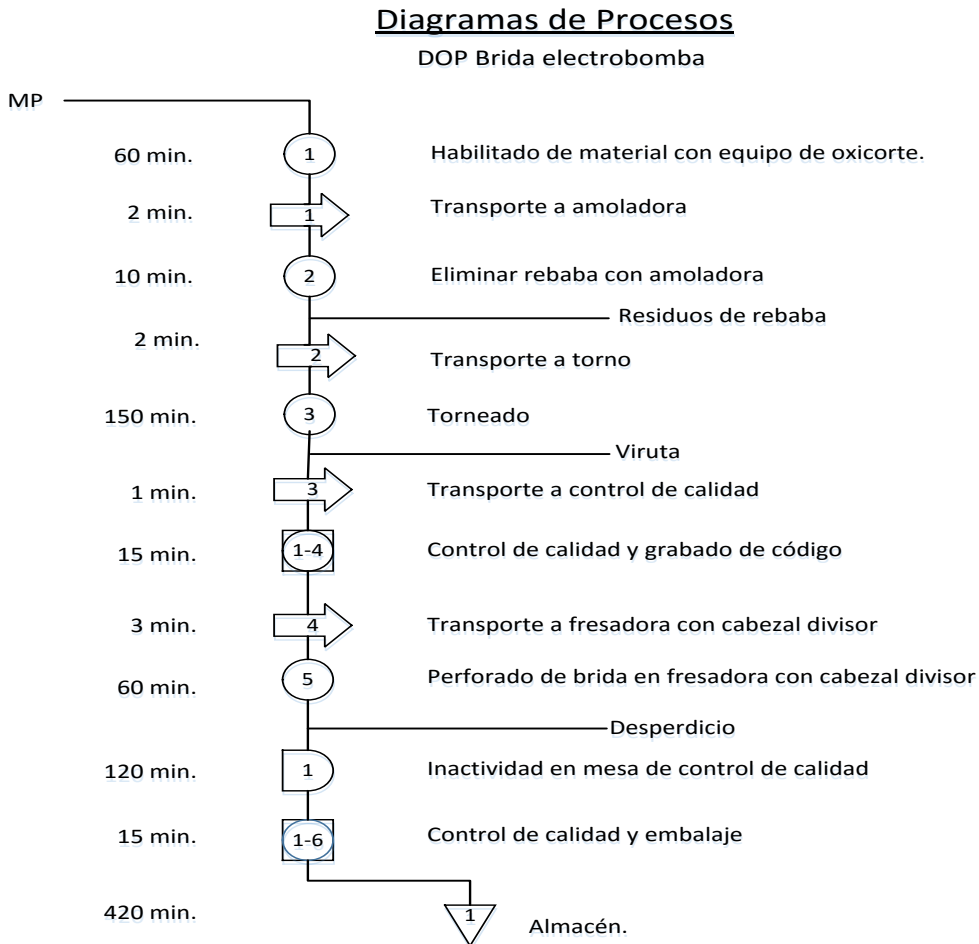 Diagramas de Procesos
DOP Brida electrobomba
MP
60 min. 1 Habilitado de material con equipo de oxicorte.
2 min. 1 Transporte a amoladora
10 min. 2 Eliminar rebaba con amoladora
Residuos de rebaba
2 min. 2 Transporte a torno
150 min. 3 Torneado
Viruta
1 min. 3 Transporte a control de calidad
15 min. 1-4 Control de calidad y grabado de código
3 min. 4 Transporte a fresadora con cabezal divisor
60 min. 5 Perforado de brida en fresadora con cabezal divisor
Desperdicio
120 min. 1 Inactividad en mesa de control de calidad
15 min. 1-6 Control de calidad y embalaje
420 min. 1 Almacén.